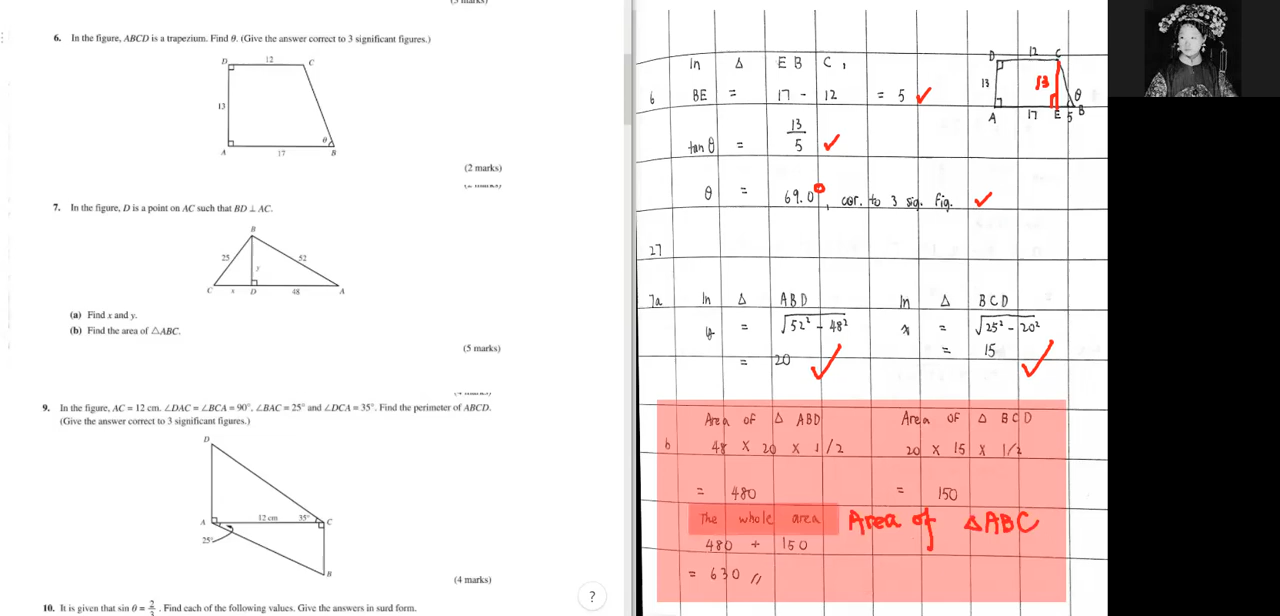 (3 marks)
6. In the figure, ABCD is a trapezium. Find θ. (Give the answer correct to 3 significant figures.)
D 12 C
13
θ
A 17 B
(2 marks)
7. In the figure, D is a point on AC such that BD ⊥ AC.
B
25 52
y
C x D 48 A
(a) Find x and y.
(b) Find the area of △ABC.
(5 marks)
9. In the figure, AC = 12 cm. ∠DAC = ∠BCA = 90°, ∠BAC = 25° and ∠DCA = 35°. Find the perimeter of ABCD.
(Give the answer correct to 3 significant figures.)
D
A 12 cm 35° C
25°
B
(4 marks)
10. It is given that sin θ = 2/3. Find each of the following values. Give the answers in surd form.
?
In Δ EBC,
6 BE = 17 - 12 = 5 ✓
tan θ = 13/5 ✓
θ = 69.0°, cor. to 3 sig. fig. ✓
D 12 C
13 13 θ
A 17 E 5 B
27
7a In Δ ABD
y = √52² - 48²
= 20 ✓
In Δ BCD
x = √25² - 20²
= 15 ✓
Area of Δ ABD
b 48 x 20 x 1/2
= 480
Area OF Δ BCD
20 x 15 x 1/2
= 150
The whole area Area of ΔABC
480 + 150
= 630 //